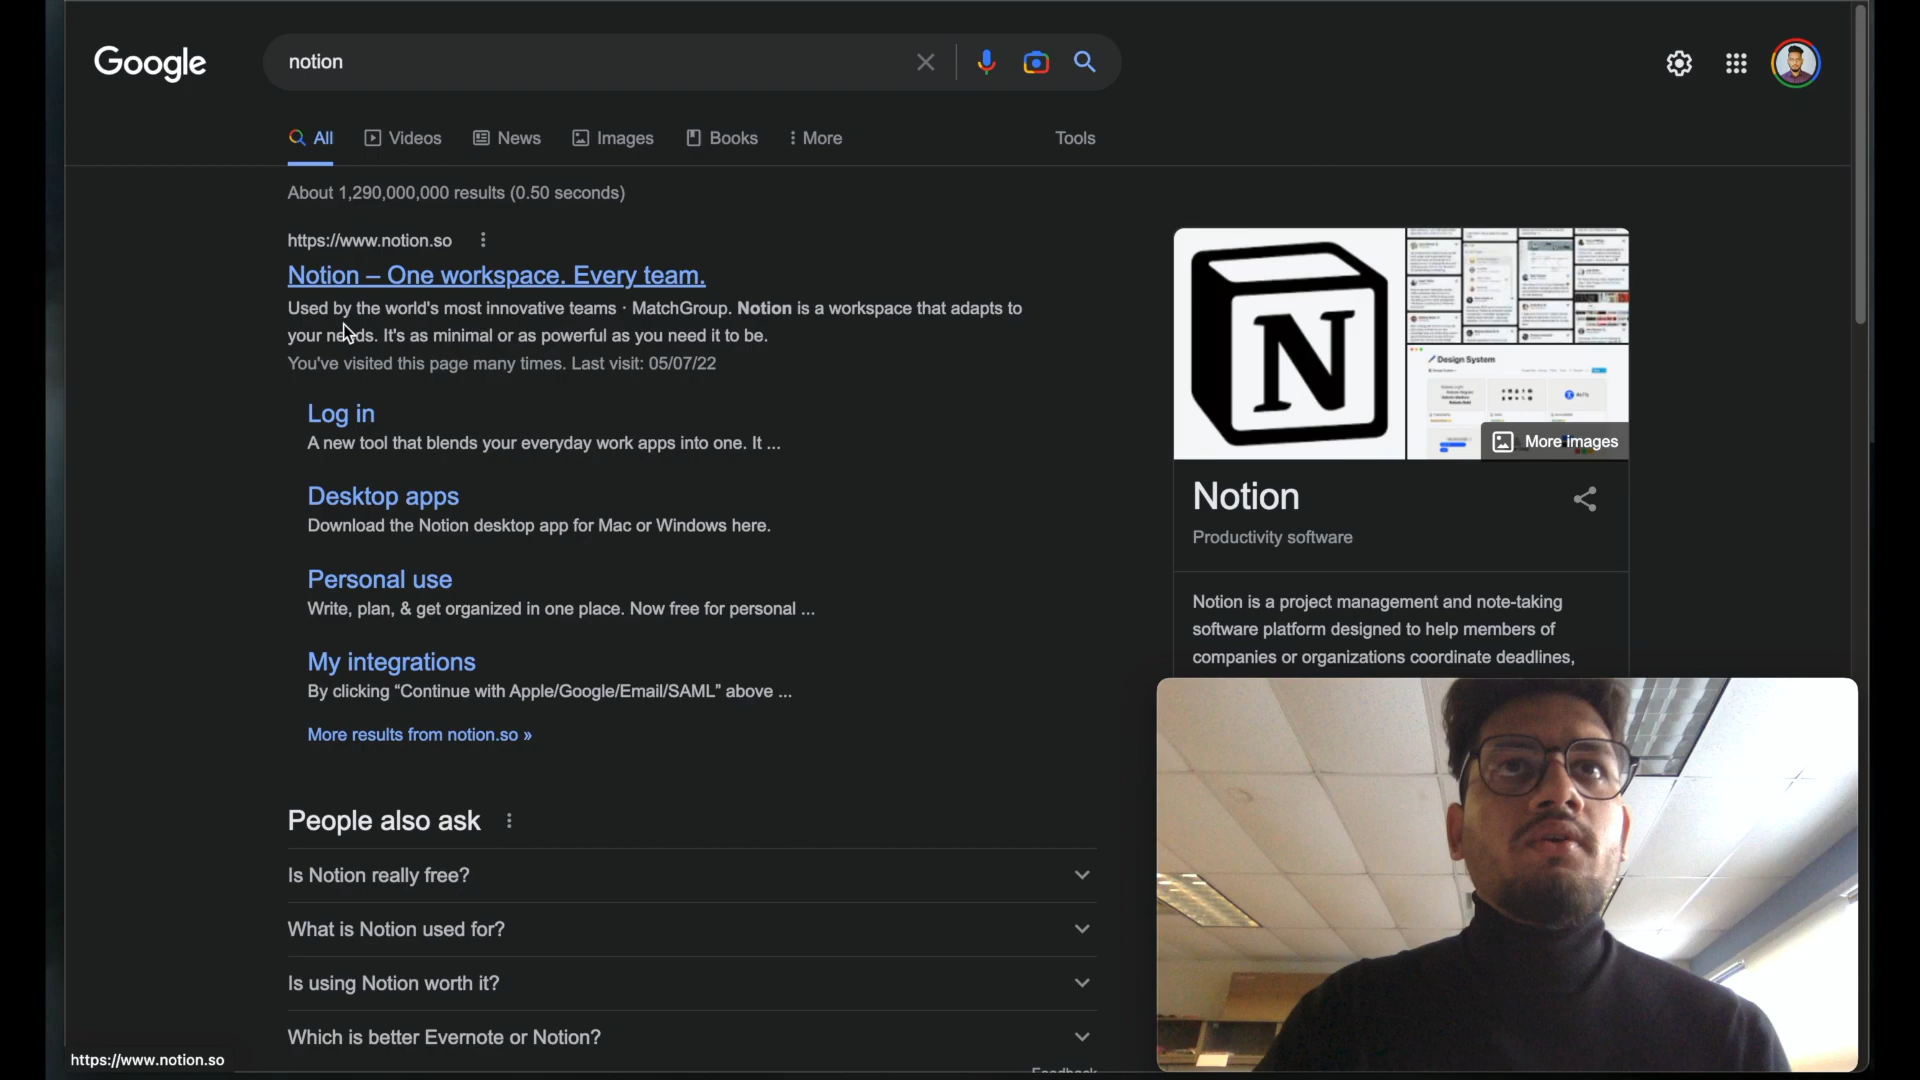 Google
notion
All
Videos
News
Images
Books
More
Tools
About 1,290,000,000 results (0.50 seconds)
https://www.notion.so
Notion – One workspace. Every team.
Used by the world's most innovative teams · MatchGroup. Notion is a workspace that adapts to
your needs. It's as minimal or as powerful as you need it to be.
You've visited this page many times. Last visit: 05/07/22
Log in
A new tool that blends your everyday work apps into one. It ...
Desktop apps
Download the Notion desktop app for Mac or Windows here.
Personal use
Write, plan, & get organized in one place. Now free for personal ...
My integrations
By clicking “Continue with Apple/Google/Email/SAML” above ...
More results from notion.so »
People also ask
Is Notion really free?
What is Notion used for?
Is using Notion worth it?
Which is better Evernote or Notion?
Feedback
https://www.notion.so
N
Design System
More images
Notion
Productivity software
Notion is a project management and note-taking
software platform designed to help members of
companies or organizations coordinate deadlines,